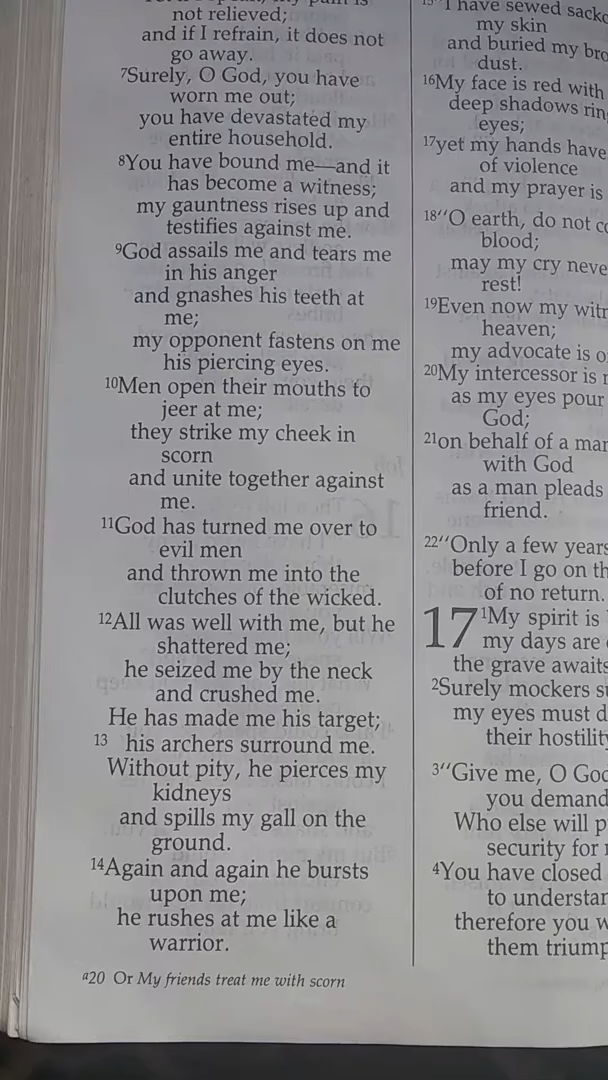 not relieved;
and if I refrain, it does not
go away.
7Surely, O God, you have
worn me out;
you have devastated my
entire household.
8You have bound me—and it
has become a witness;
my gauntness rises up and
testifies against me.
9God assails me and tears me
in his anger
and gnashes his teeth at
me;
my opponent fastens on me
his piercing eyes.
10Men open their mouths to
jeer at me;
they strike my cheek in
scorn
and unite together against
me.
11God has turned me over to
evil men
and thrown me into the
clutches of the wicked.
12All was well with me, but he
shattered me;
he seized me by the neck
and crushed me.
He has made me his target;
13 his archers surround me.
Without pity, he pierces my
kidneys
and spills my gall on the
ground.
14Again and again he bursts
upon me;
he rushes at me like a
warrior.
a20 Or My friends treat me with scorn
15"I have sewed
my skin
and buried my
dust.
16My face is red with
deep shadows
eyes;
17yet my hands have
of violence
and my prayer is
18"O earth, do not
blood;
may my cry
rest!
19Even now my
heaven;
my advocate is
20My intercessor is
as my eyes pour
God;
21on behalf of a
with God
as a man pleads
friend.
22"Only a few years
before I go on
of no return.
17 1My spirit is
my days are
the grave awaits
2Surely mockers
my eyes must
their hostility
3"Give me, O God
you demand
Who else will
security for
4You have closed
to
therefore you
them